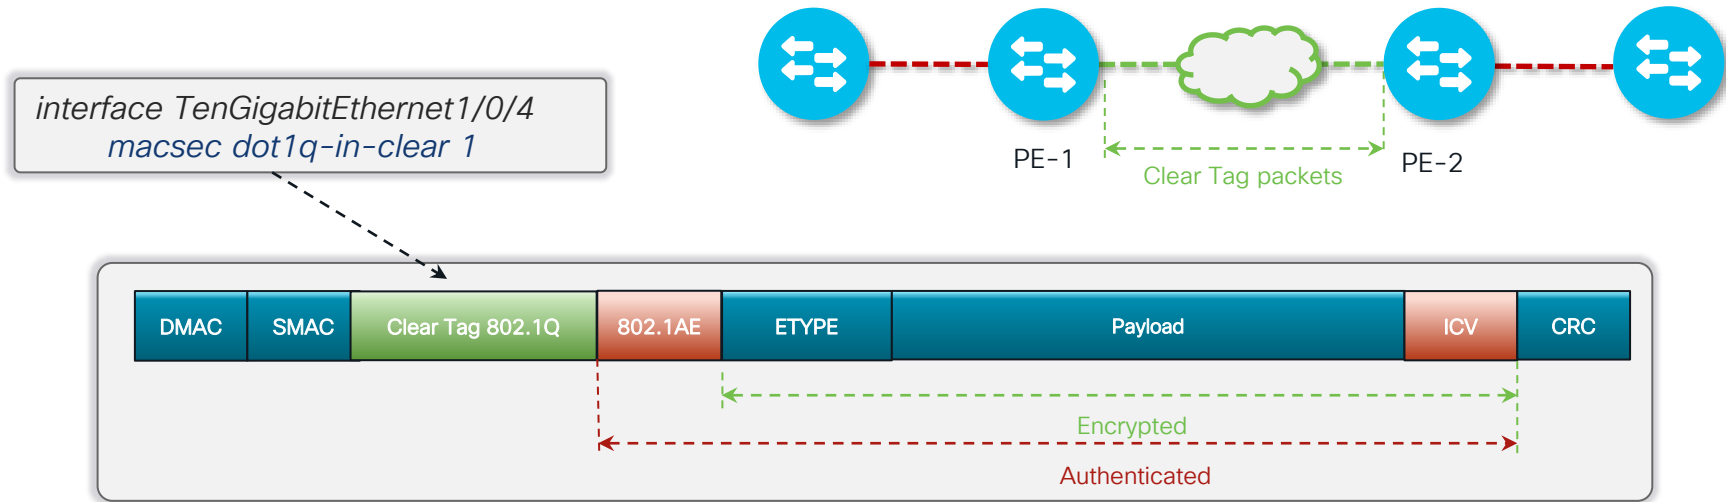 interface TenGigabitEthernet1/0/4
macsec dot1q-in-clear 1
PE-1
PE-2
Clear Tag packets
DMAC
SMAC
Clear Tag 802.1Q
802.1AE
ETYPE
Payload
ICV
CRC
Encrypted
Authenticated